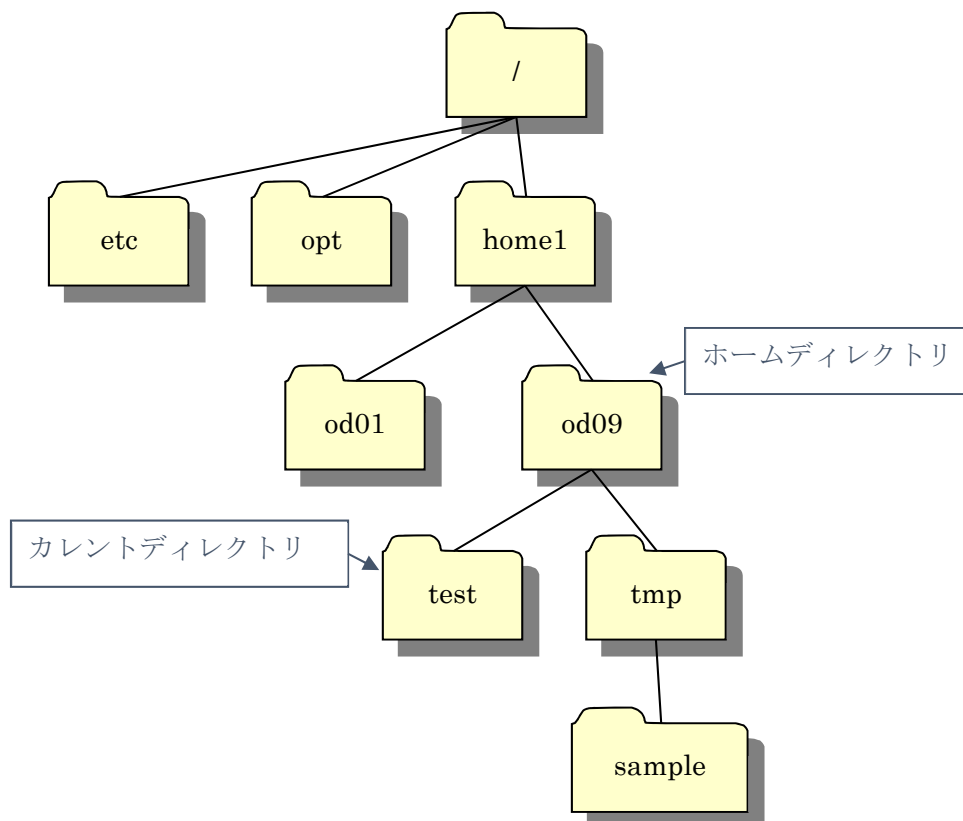 /
etc
opt
home1
ホームディレクトリ
od01
od09
カレントディレクトリ
test
tmp
sample